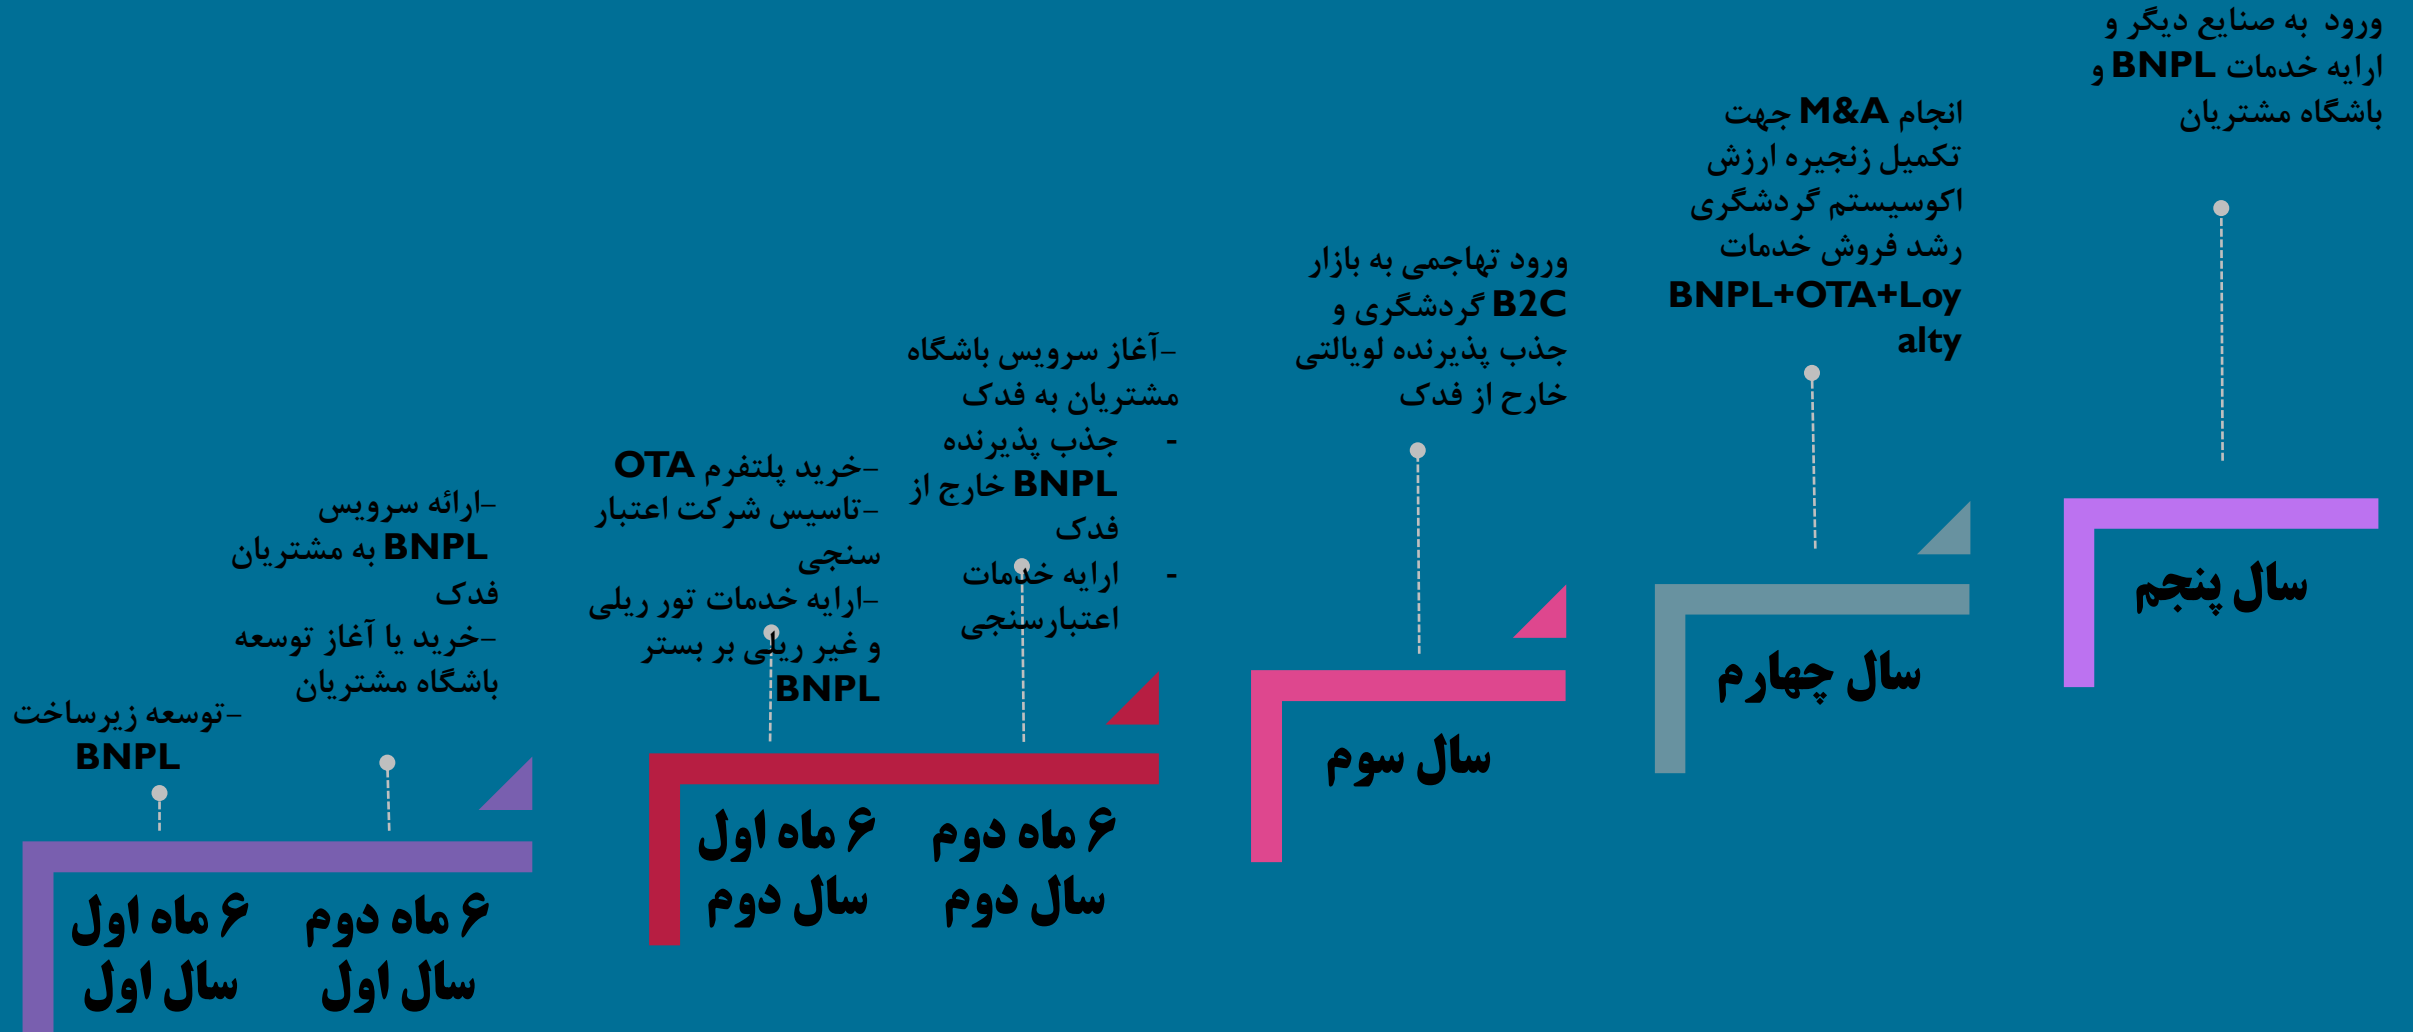 -توسعه زیرساخت
BNPL
۶ ماه اول
سال اول
-ارائه سرویس
BNPL به مشتریان
فدک
-خرید یا آغاز توسعه
باشگاه مشتریان
۶ ماه دوم
سال اول
-خرید پلتفرم OTA
-تاسیس شرکت اعتبار
سنجی
-ارایه خدمات تور ریلی
و غیر ریلی بر بستر
BNPL
۶ ماه اول
سال دوم
-آغاز سرویس باشگاه
مشتریان به فدک
- جذب پذیرنده
BNPL خارج از
فدک
- ارایه خدمات
اعتبارسنجی
۶ ماه دوم
سال دوم
ورود تهاجمی به بازار
B2C گردشگری و
جذب پذیرنده لویالتی
خارج از فدک
سال سوم
انجام M&A جهت
تکمیل زنجیره ارزش
اکوسیستم گردشگری
رشد فروش خدمات
BNPL+OTA+Loy
alty
سال چهارم
ورود به صنایع دیگر و
ارایه خدمات BNPL و
باشگاه مشتریان
سال پنجم